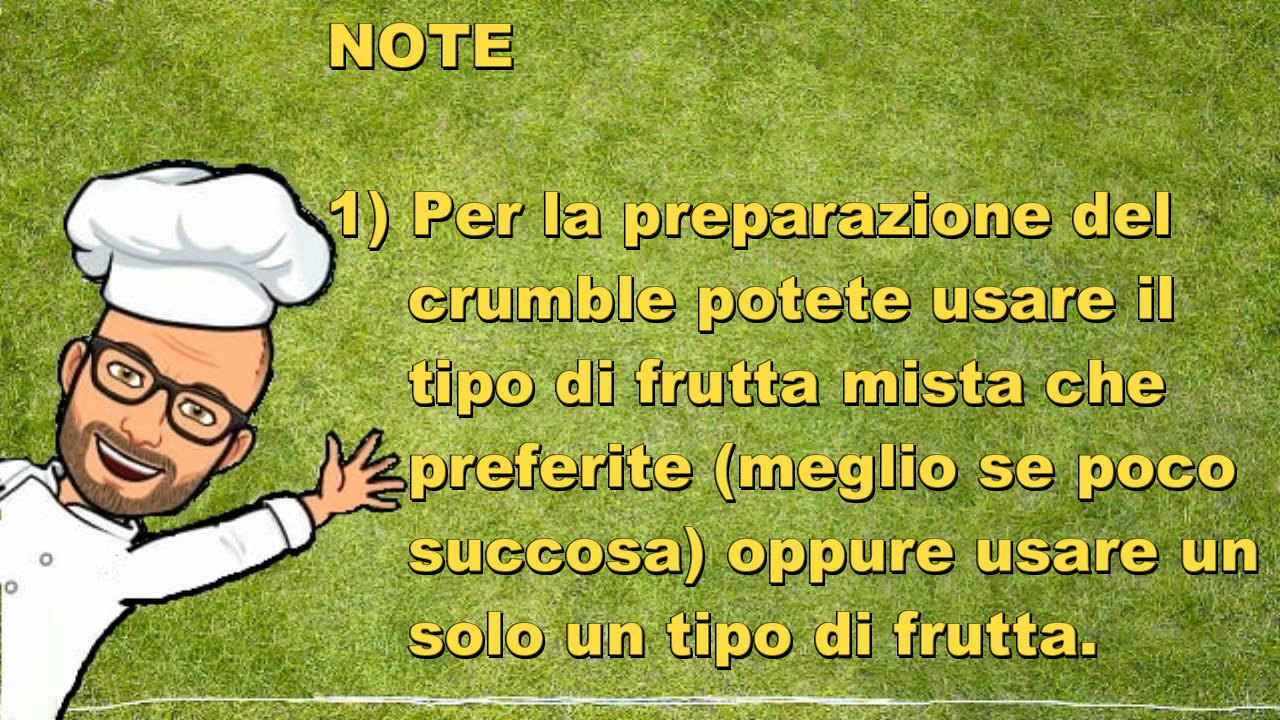 NOTE
1) Per la preparazione del
crumble potete usare il
tipo di frutta mista che
preferite (meglio se poco
succosa) oppure usare un
solo un tipo di frutta.